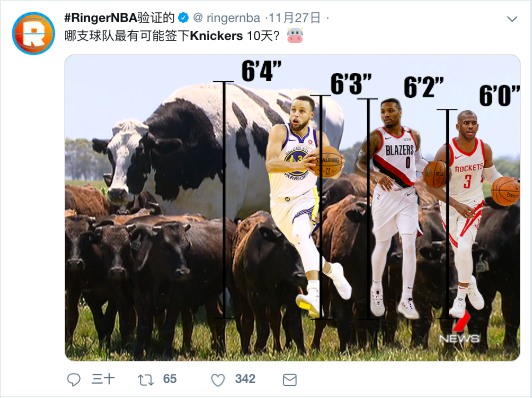 #RingerNBA验证的 @ ringernba ·11月27日 ·
哪支球队最有可能签下Knickers 10天?
6’4” 6’3” 6’2” 6’0”
BLAZERS
0
ROCKETS
3
NEWS
三十 65 342